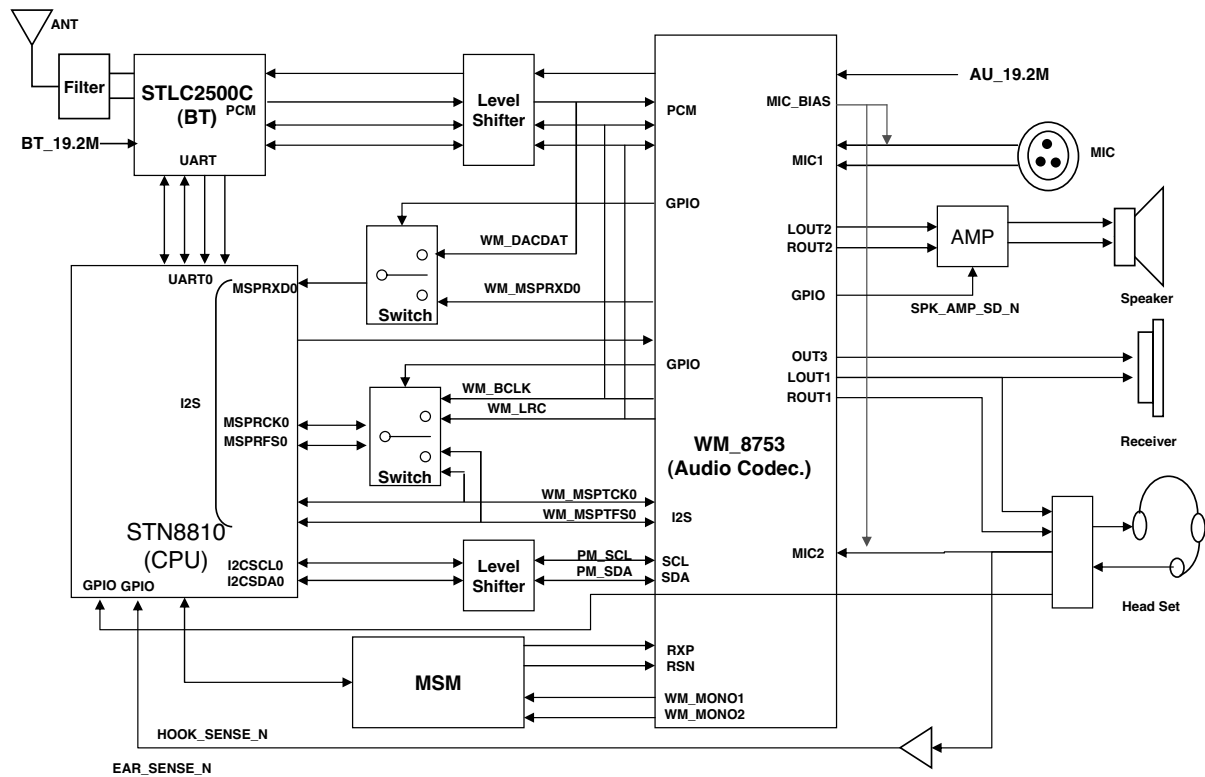 ANT
Filter
STLC2500C
(BT)
PCM
UART
BT_19.2M
Level
Shifter
AU_19.2M
PCM
MIC_BIAS
MIC1
MIC
GPIO
LOUT2
ROUT2
AMP
GPIO
SPK_AMP_SD_N
Speaker
WM_DACDAT
UART0
MSPRXD0
WM_MSPRXD0
Switch
OUT3
LOUT1
ROUT1
Receiver
GPIO
WM_BCLK
WM_LRC
I2S
MSPRCK0
MSPRFS0
Switch
WM_8753
(Audio Codec.)
WM_MSPTCK0
WM_MSPTFS0
I2S
STN8810
(CPU)
MIC2
Head Set
I2CSCL0
I2CSDA0
Level
Shifter
PM_SCL
PM_SDA
SCL
SDA
GPIO
GPIO
MSM
RXP
RSN
WM_MONO1
WM_MONO2
HOOK_SENSE_N
EAR_SENSE_N